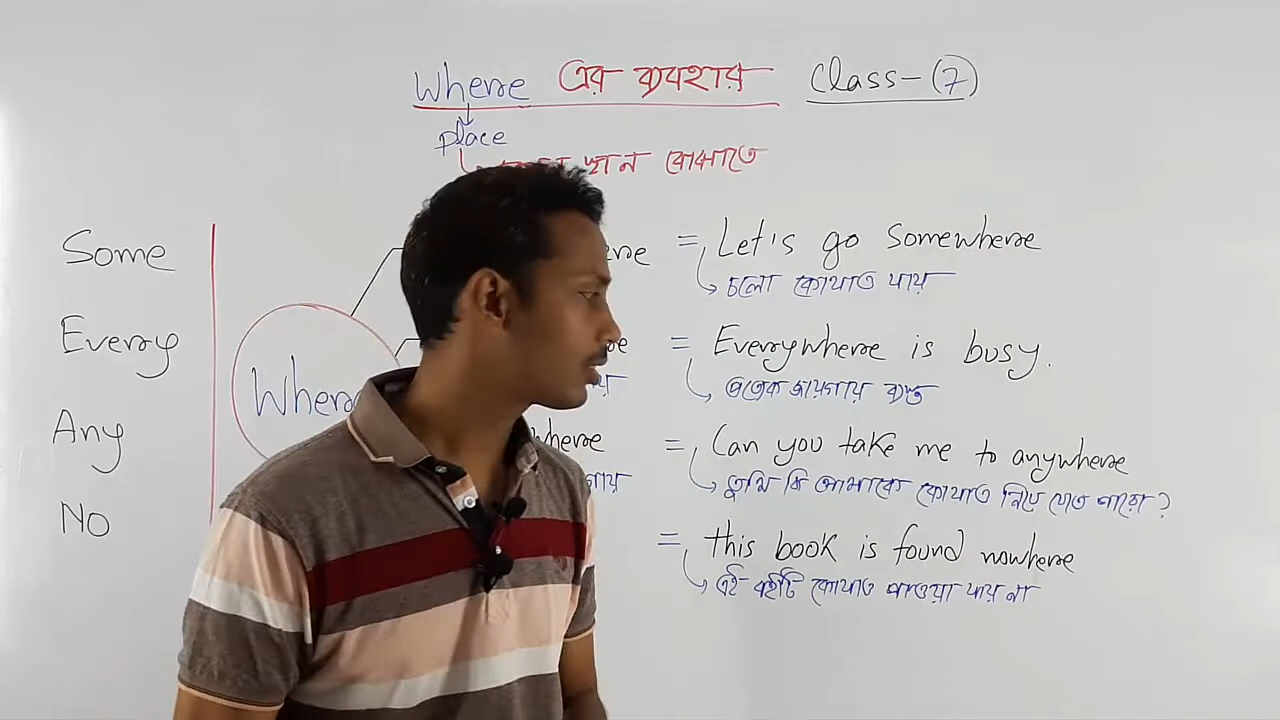 Where এর ব্যবহার Class-(7)
place
স্থান বোঝাতে
Some
Every
Any
No
Where
where
= Let's go somewhere
চলো কোথাও যায়
= Everywhere is busy.
প্রত্যেক জায়গায় ব্যস্ত
= Can you take me to anywhere
তুমি কি আমাকে কোথাও নিয়ে যেতে পারো?
= this book is found nowhere
এই বইটি কোথাও পাওয়া যায় না